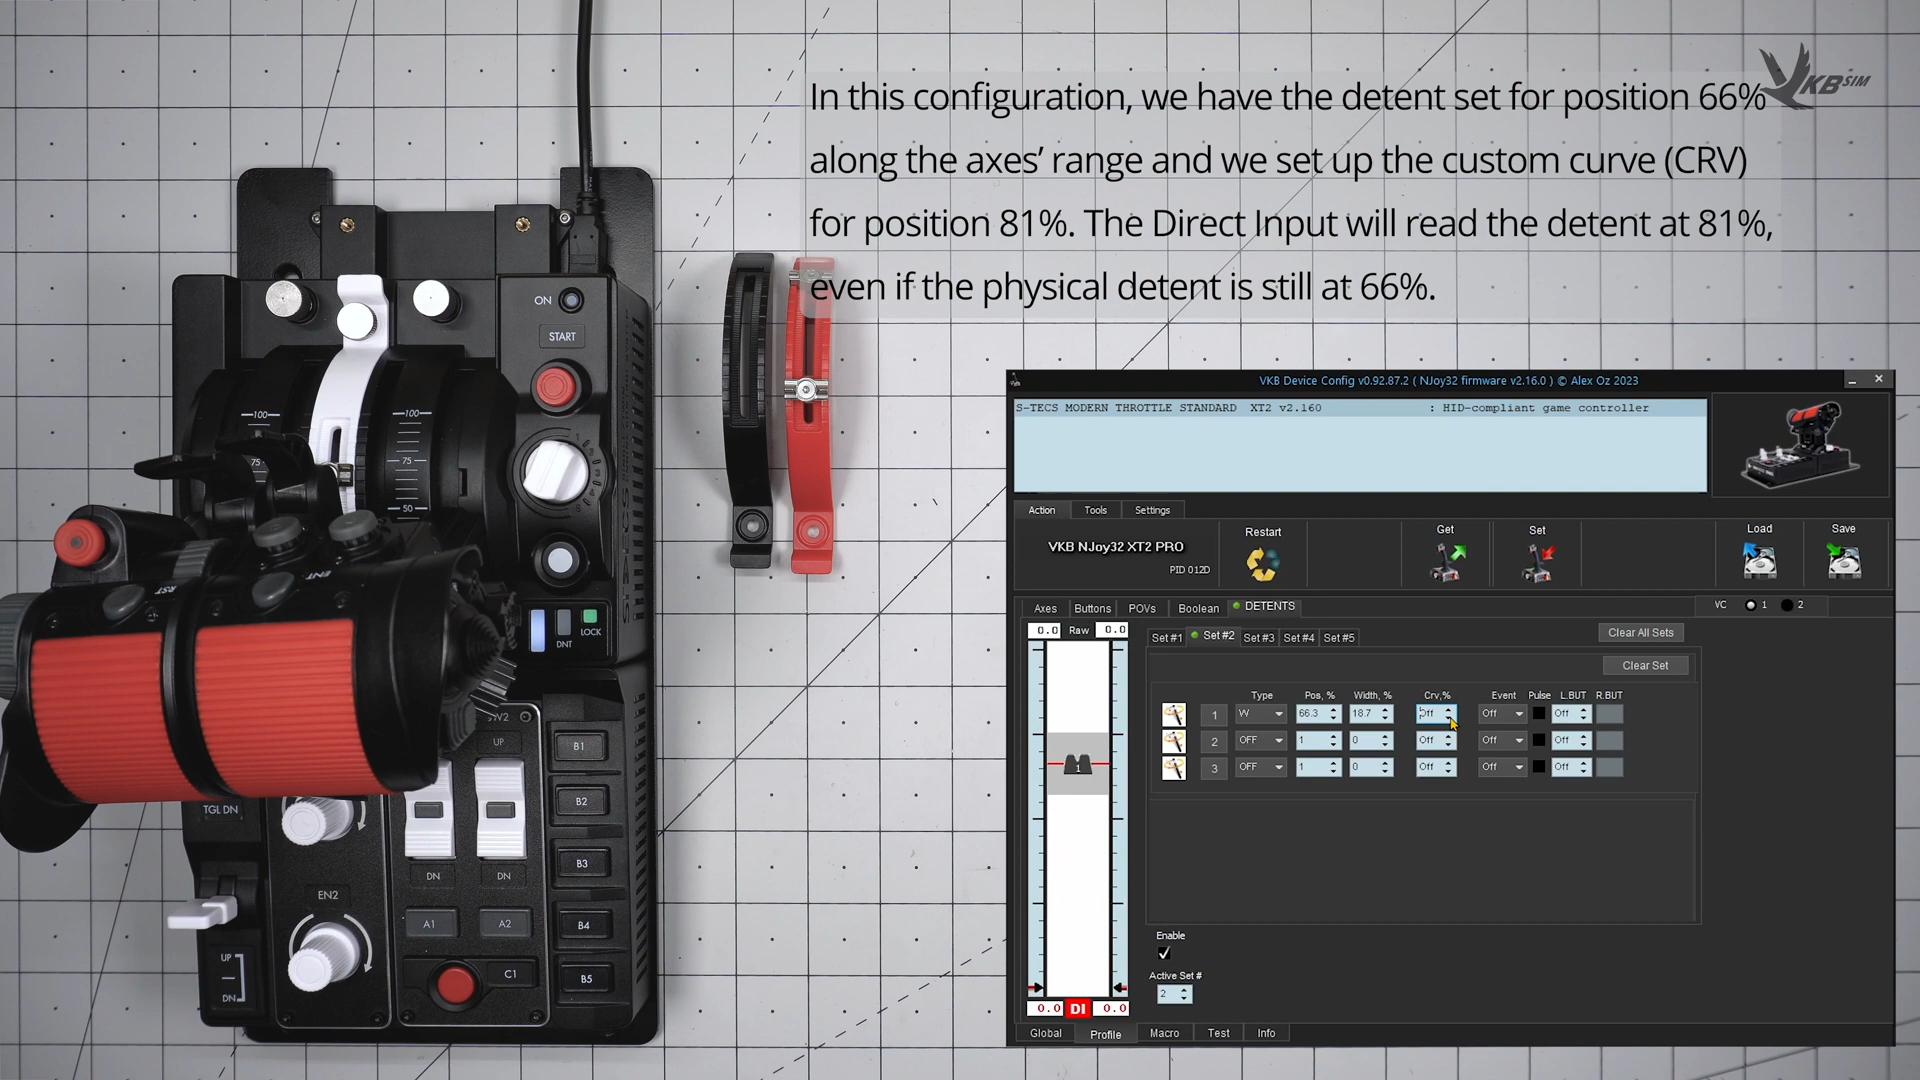 In this configuration, we have the detent set for position 66%
along the axes' range and we set up the custom curve (CRV)
for position 81%. The Direct Input will read the detent at 81%,
even if the physical detent is still at 66%.
VKB SIM
ON
START
100
100
75
75
50
DNT
LOCK
RST
ENT
UP
B1
B2
B3
B4
B5
TGL DN
DN
DN
EN2
A1
A2
C1
UP
DN
VKB Device Config v0.92.87.2 ( NJoy32 firmware v2.16.0 ) © Alex Oz 2023
S-TECS MODERN THROTTLE STANDARD XT2 v2.160 : HID-compliant game controller
Action Tools Settings
VKB NJoy32 XT2 PRO
PID 012D
Restart
Get
Set
Load
Save
Axes Buttons POVs Boolean DETENTS
VC 1 2
0.0 Raw 0.0
Set #1 Set #2 Set #3 Set #4 Set #5
Clear All Sets
Clear Set
Type Pos, % Width, % Crv,% Event Pulse L.BUT R.BUT
1 W 66.3 18.7 Off Off Off
2 OFF 1 0 Off Off Off
3 OFF 1 0 Off Off Off
1
Enable
Active Set #
2
0.0 DI 0.0
Global Profile Macro Test Info